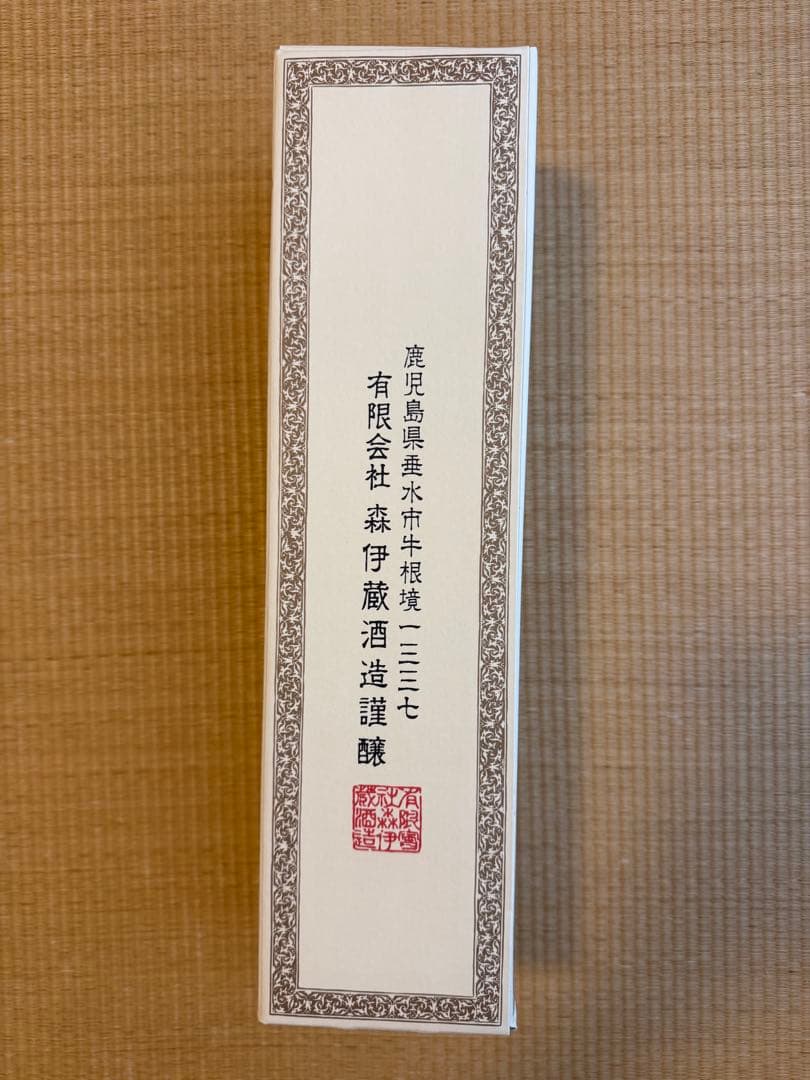 鹿児島県垂水市牛根境一三三七
有限会社 森伊蔵酒造謹醸
有限會
社森伊
蔵酒造